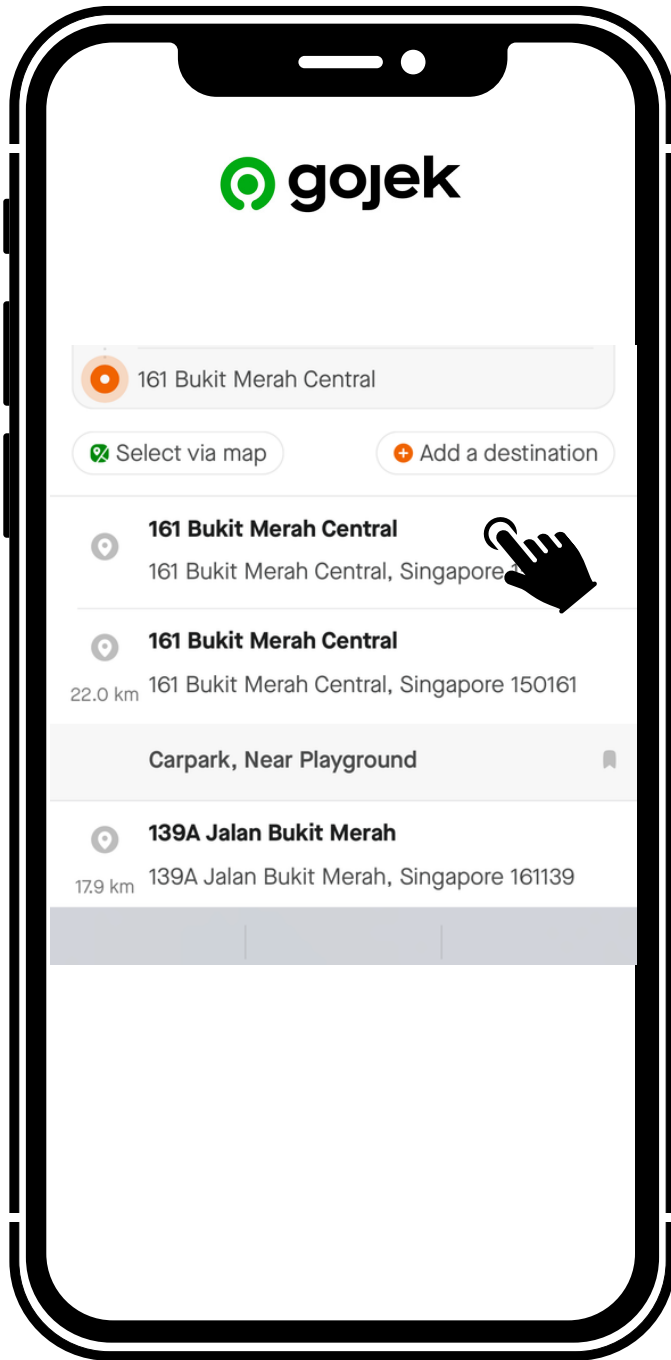 gojek
161 Bukit Merah Central
Select via map
Add a destination
161 Bukit Merah Central
161 Bukit Merah Central, Singapore
161 Bukit Merah Central
22.0 km
161 Bukit Merah Central, Singapore 150161
Carpark, Near Playground
139A Jalan Bukit Merah
17.9 km
139A Jalan Bukit Merah, Singapore 161139